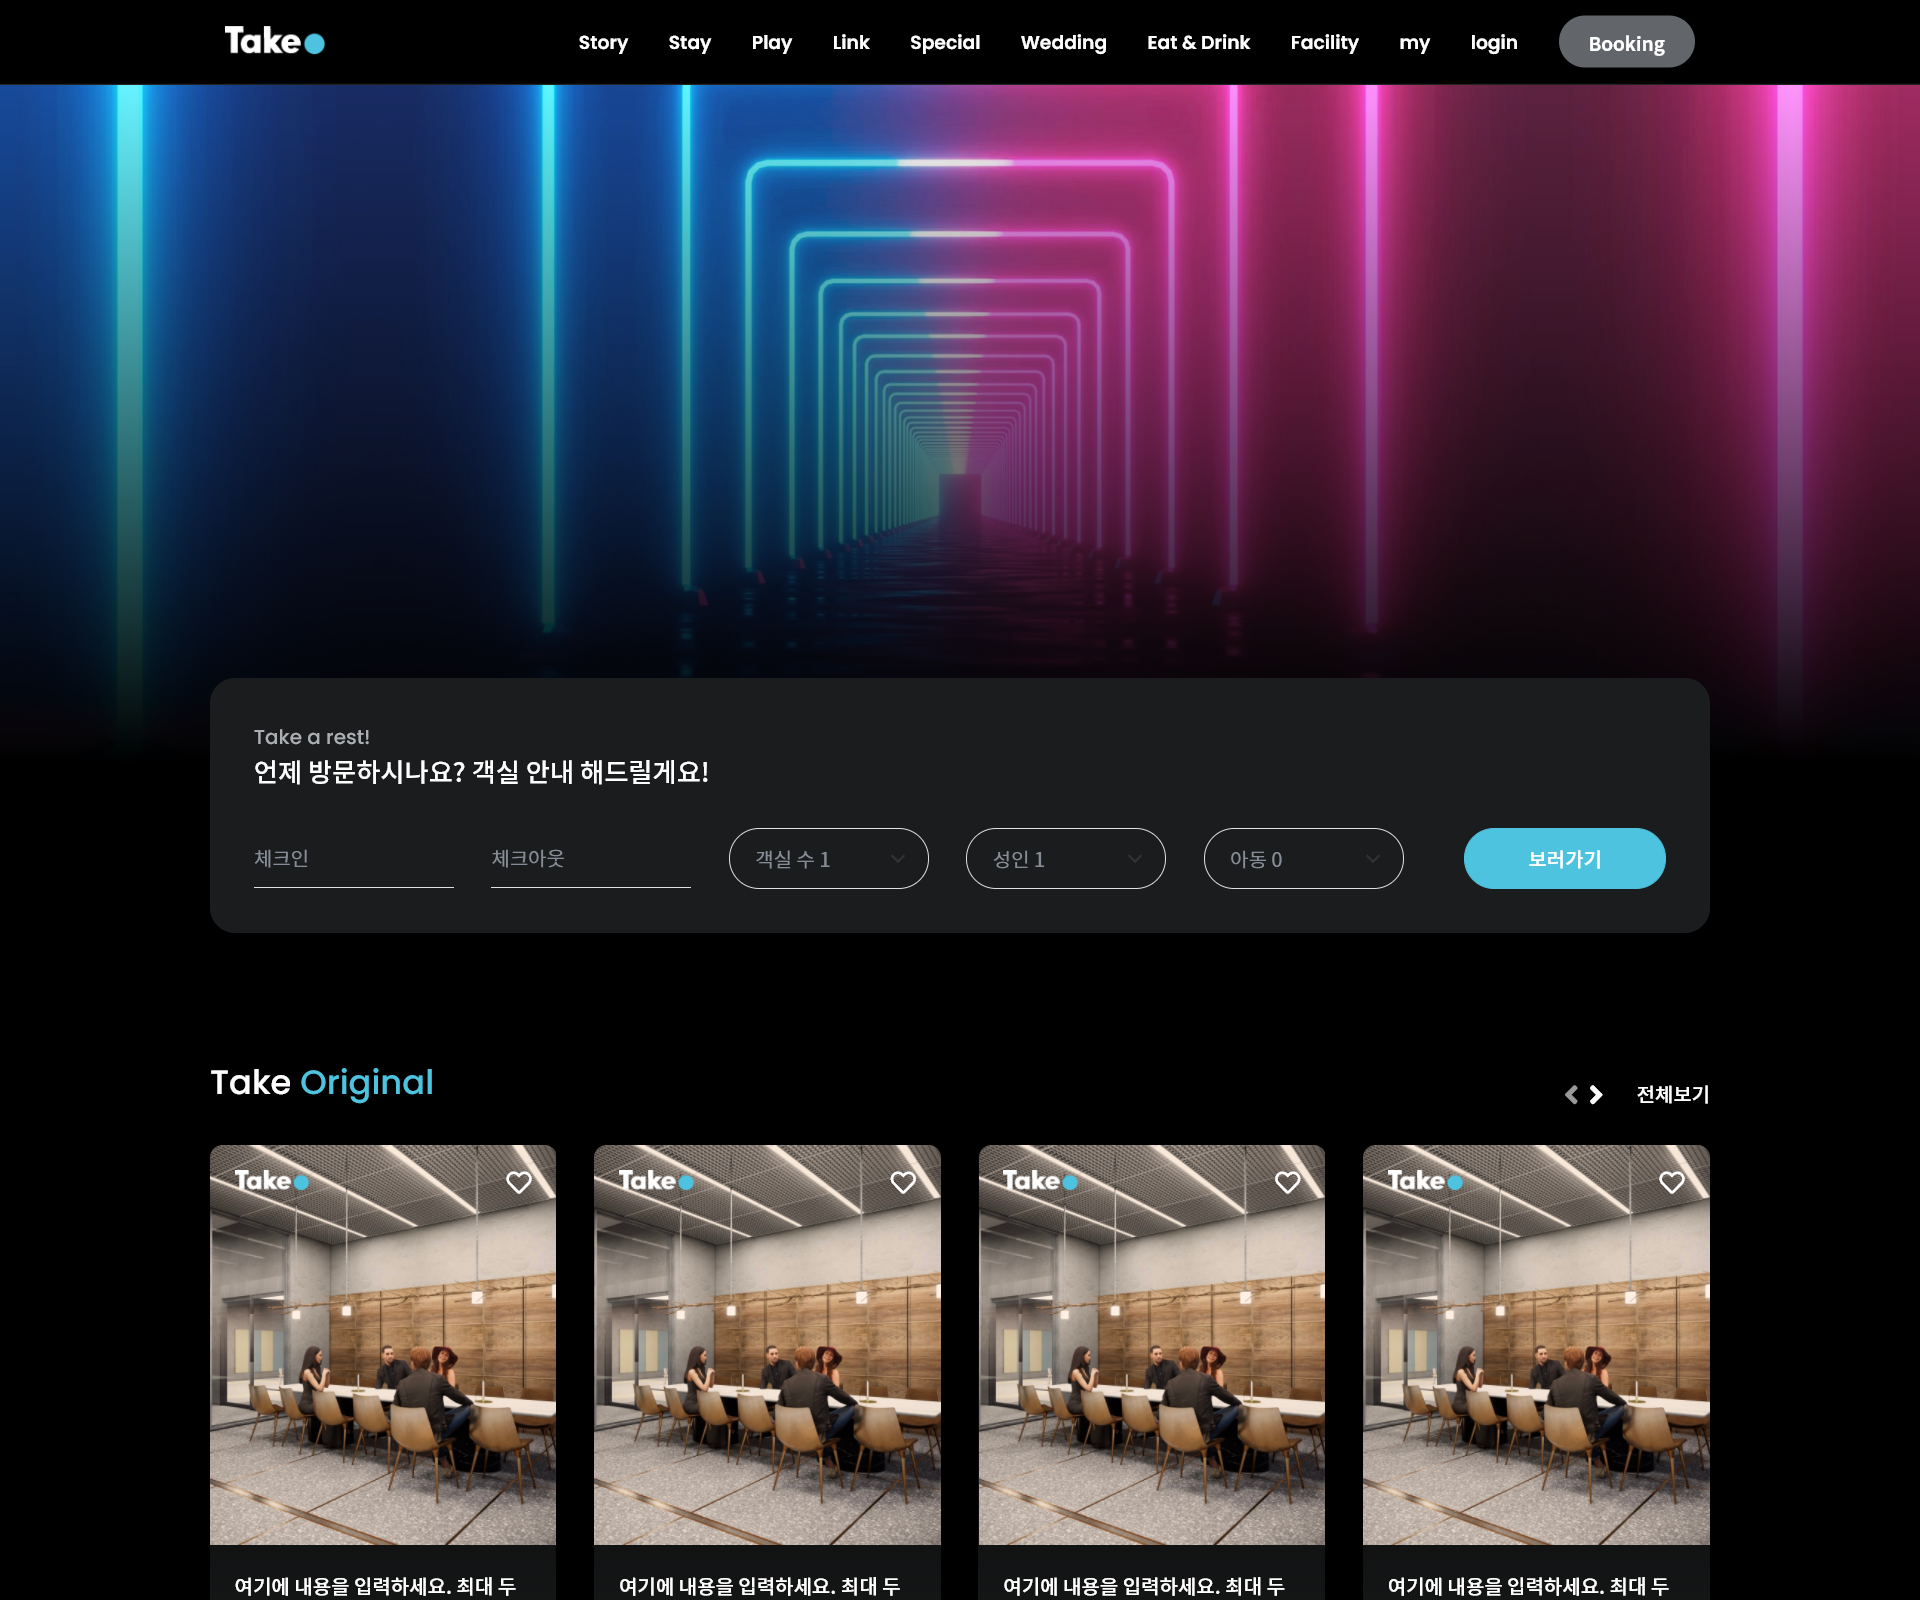 Take
Story Stay Play Link Special Wedding Eat & Drink Facility my login Booking
Take a rest!
언제 방문하시나요? 객실 안내 해드릴게요!
체크인 체크아웃 객실 수 1 성인 1 아동 0 보러가기
Take Original
전체보기
Take Take Take Take
여기에 내용을 입력하세요. 최대 두 여기에 내용을 입력하세요. 최대 두 여기에 내용을 입력하세요. 최대 두 여기에 내용을 입력하세요. 최대 두